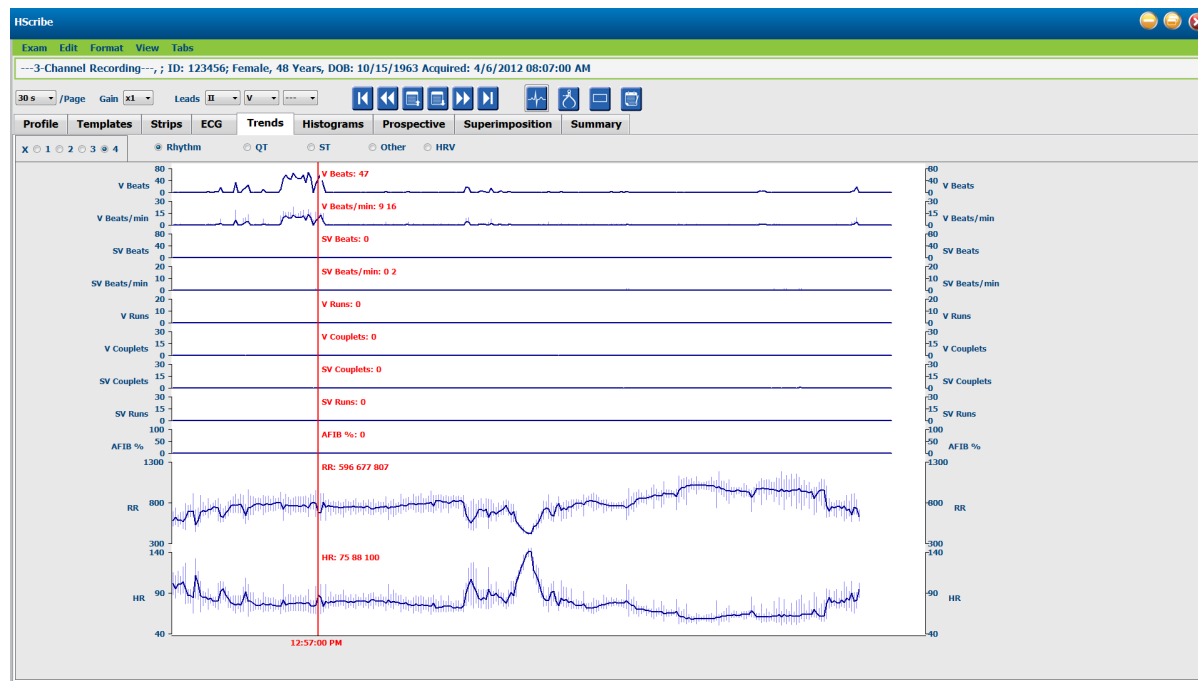 HScribe
Exam Edit Format View Tabs
---3-Channel Recording---, ; ID: 123456; Female, 48 Years, DOB: 10/15/1963 Acquired: 4/6/2012 08:07:00 AM
30 s /Page Gain x1 Leads II V ---
Profile Templates Strips ECG Trends Histograms Prospective Superimposition Summary
X 1 2 3 4 Rhythm QT ST Other HRV
80 80
V Beats 40 V Beats: 47 40 V Beats
0 0
30 30
V Beats/min 15 V Beats/min: 9 16 15 V Beats/min
0 0
80 80
SV Beats 40 SV Beats: 0 40 SV Beats
0 0
20 20
SV Beats/min 10 SV Beats/min: 0 2 10 SV Beats/min
0 0
20 20
V Runs 10 V Runs: 0 10 V Runs
0 0
30 30
V Couplets 15 V Couplets: 0 15 V Couplets
0 0
30 30
SV Couplets 15 SV Couplets: 0 15 SV Couplets
0 0
30 30
SV Runs 15 SV Runs: 0 15 SV Runs
0 0
100 100
AFIB % 50 AFIB %: 0 50 AFIB %
0 0
1300 RR: 596 677 807 1300
RR 800 800 RR
300 300
140 HR: 75 88 100 140
HR 90 90 HR
40 40
12:57:00 PM